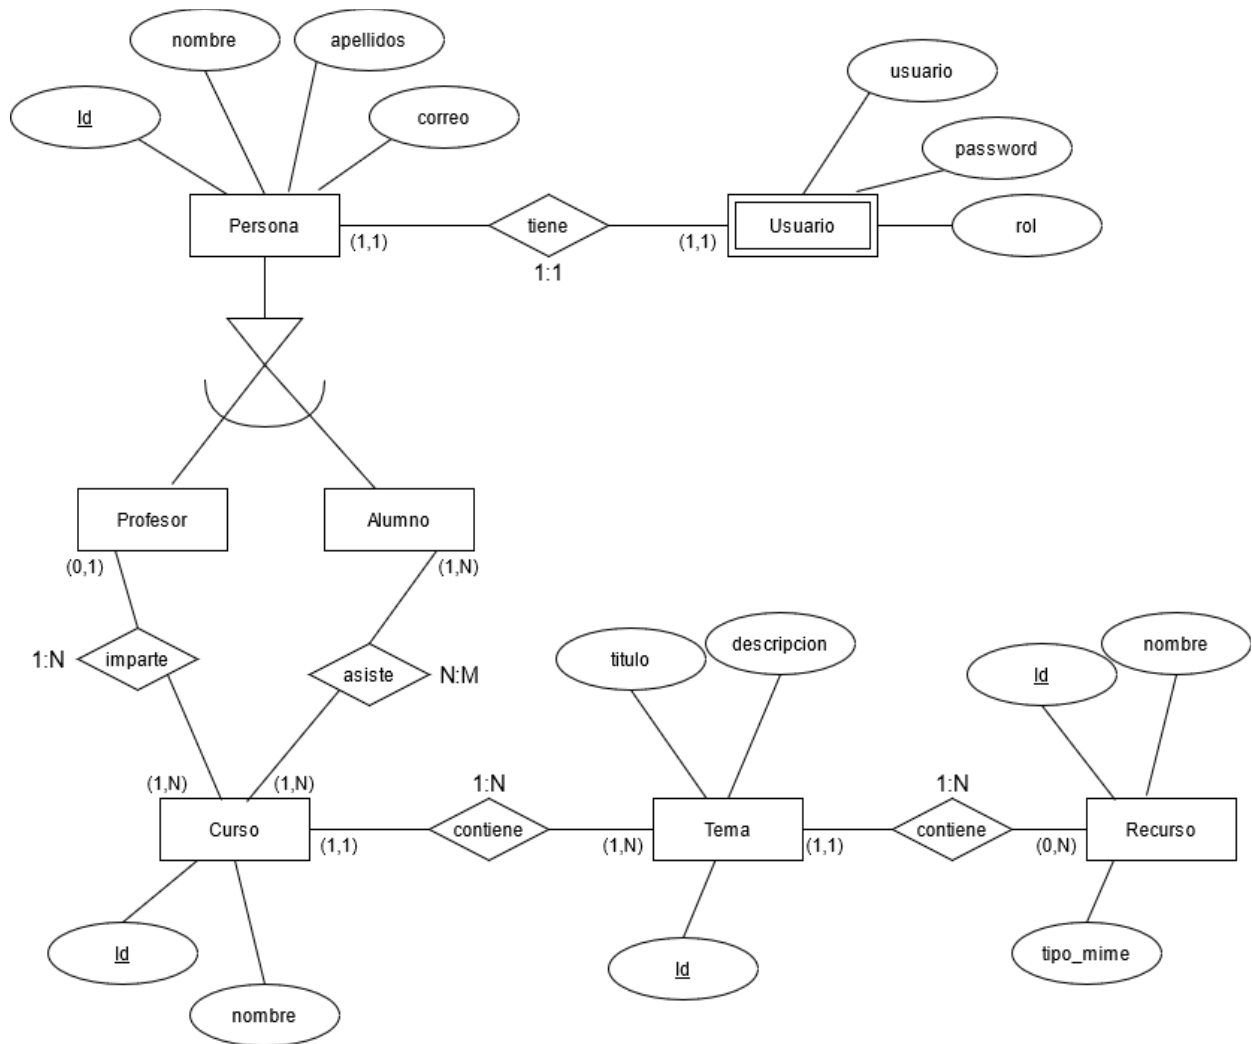 nombre
apellidos
Id
correo
usuario
password
Persona
tiene
Usuario
rol
(1,1)
(1,1)
1:1
Profesor
Alumno
(0,1)
(1,N)
1:N
imparte
asiste
N:M
titulo
descripcion
Id
nombre
(1,N)
(1,N)
1:N
1:N
Curso
contiene
Tema
contiene
Recurso
(1,1)
(1,N)
(1,1)
(0,N)
Id
Id
tipo_mime
nombre